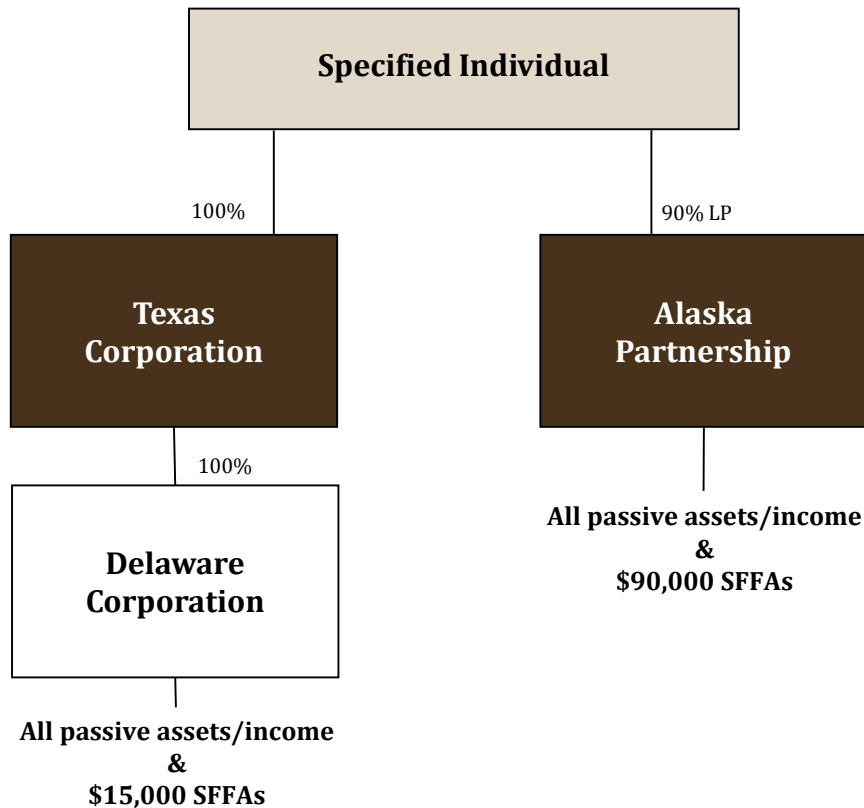 Specified Individual
100%
90% LP
Texas
Corporation
Alaska
Partnership
100%
Delaware
Corporation
All passive assets/income
&
$90,000 SFFAs
All passive assets/income
&
$15,000 SFFAs